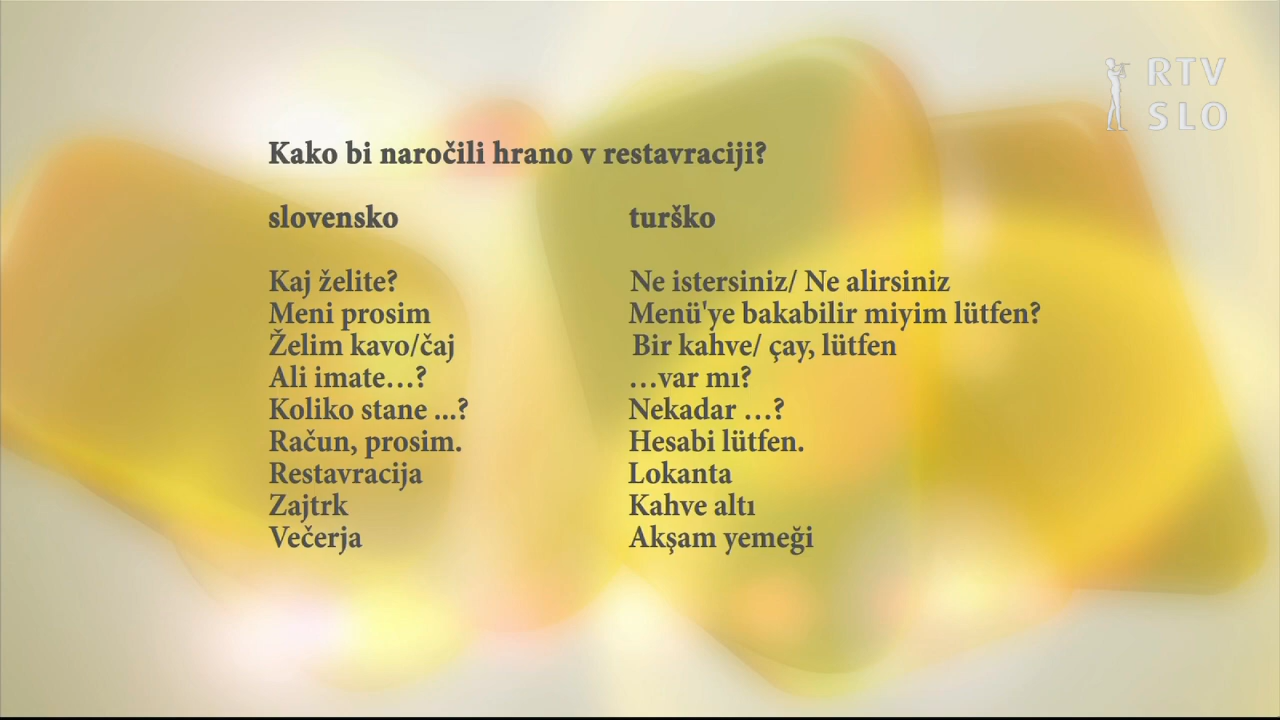 RTV
SLO
Kako bi naročili hrano v restavraciji?
slovensko turško
Kaj želite? Ne istersiniz/ Ne alirsiniz
Meni prosim Menü'ye bakabilir miyim lütfen?
Želim kavo/čaj Bir kahve/ çay, lütfen
Ali imate…? …var mı?
Koliko stane ...? Nekadar …?
Račun, prosim. Hesabi lütfen.
Restavracija Lokanta
Zajtrk Kahve altı
Večerja Akşam yemeği